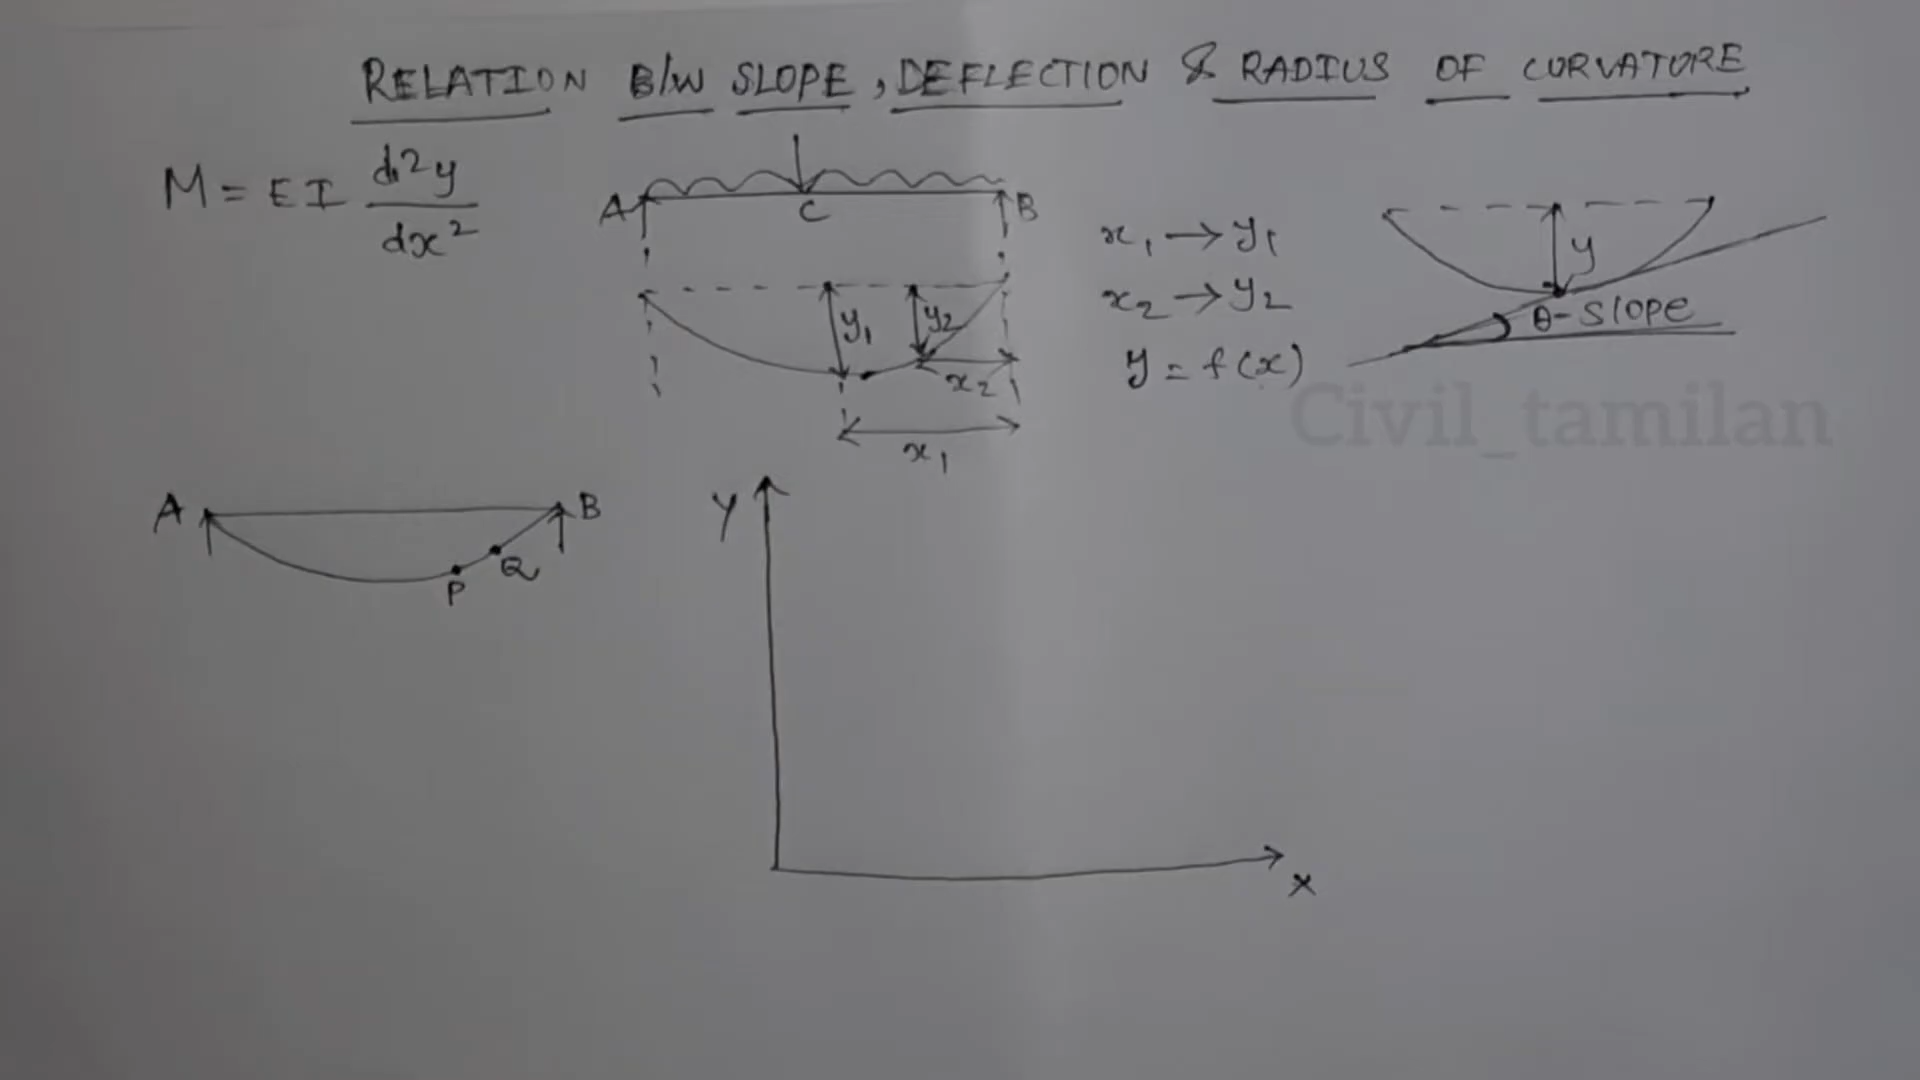 RELATION B/W SLOPE, DEFLECTION & RADIUS OF CURVATURE
M = EI d²y / dx²
A C B
y₁ y₂
x₂
x₁
x₁ → y₁
x₂ → y₂
y = f(x)
y
θ - SLOPE
Civil_tamilan
A B
P Q
Y
X